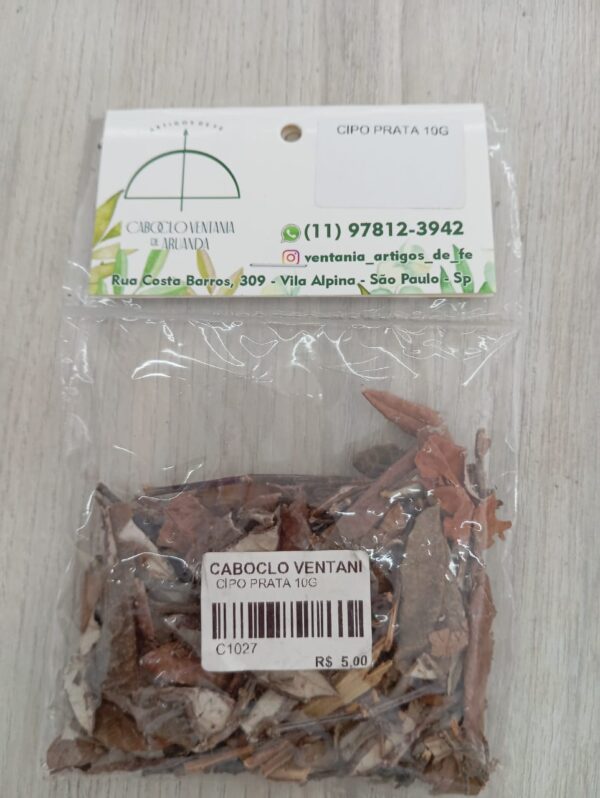 ARTIGOS DE FÉ
CABOCLO VENTANIA
DE
ARUANDA
CIPO PRATA 10G
(11) 97812-3942
ventania_artigos_de_fe
Rua Costa Barros, 309 - Vila Alpina - São Paulo - Sp
CABOCLO VENTANI
CIPO PRATA 10G
C1027
R$ 5,00